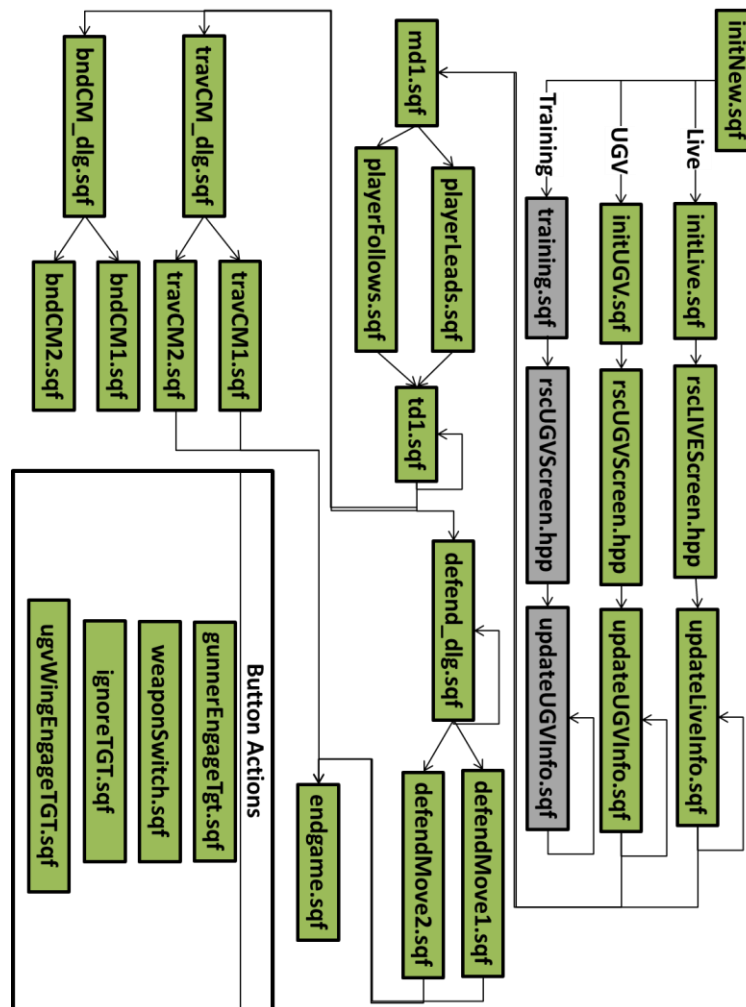 initNew.sqf
Live
initLive.sqf
rscLIVEScreen.hpp
updateLiveInfo.sqf
UGV
initUGV.sqf
rscUGVScreen.hpp
updateUGVInfo.sqf
Training
training.sqf
rscUGVScreen.hpp
updateUGVInfo.sqf
md1.sqf
playerLeads.sqf
playerFollows.sqf
td1.sqf
defend_dlg.sqf
defendMove1.sqf
defendMove2.sqf
endgame.sqf
travCM_dlg.sqf
travCM1.sqf
travCM2.sqf
bndCM_dlg.sqf
bndCM1.sqf
bndCM2.sqf
Button Actions
gunnerEngageTgt.sqf
weaponSwitch.sqf
ignoreTGT.sqf
ugvWingEngageTGT.sqf